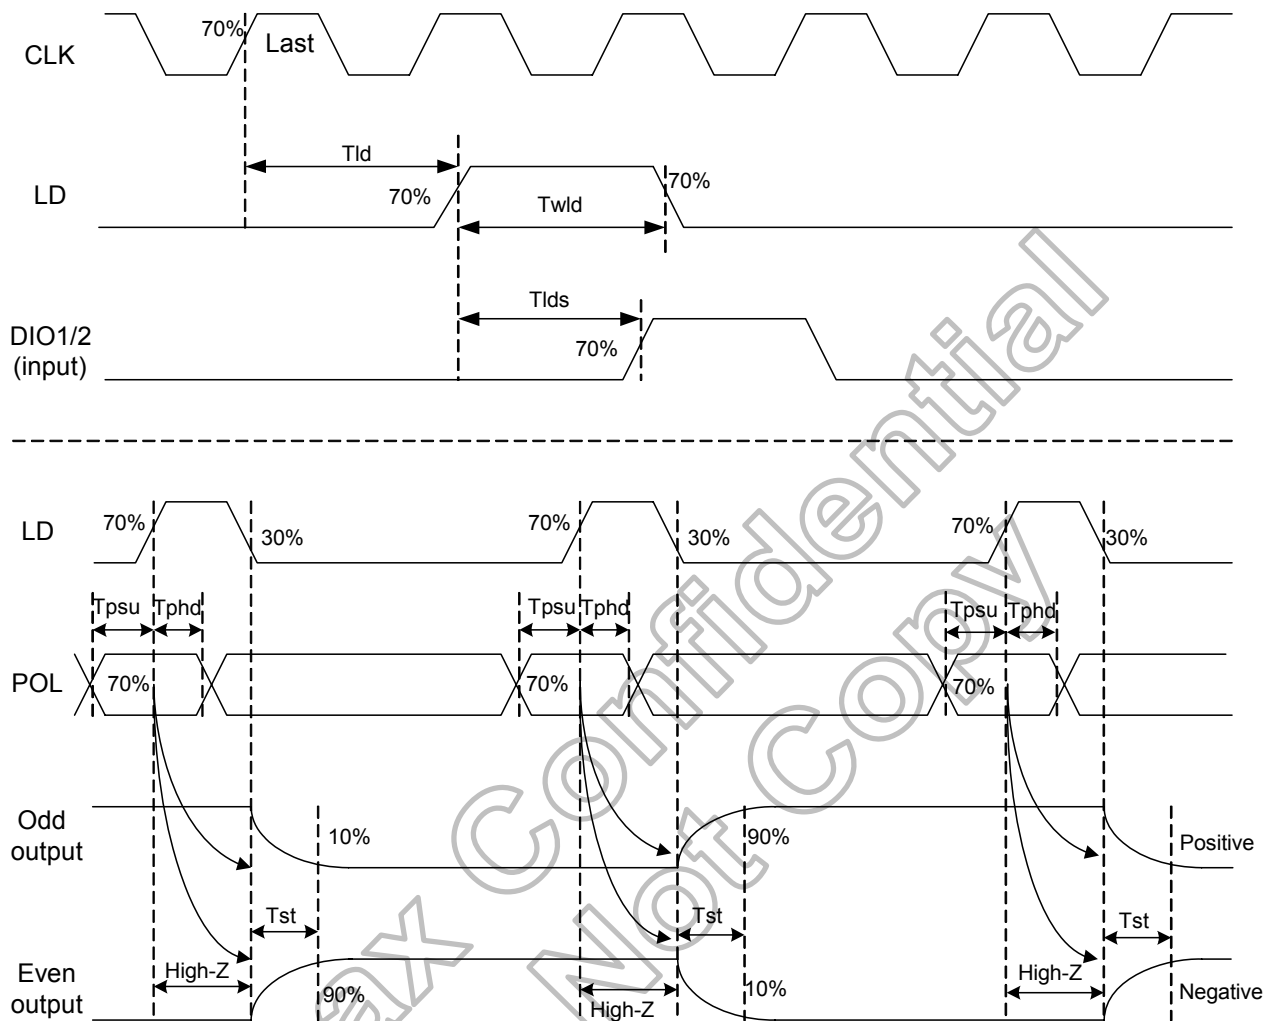 CLK
70%
Last
Tld
LD
70%
70%
Twld
Tlds
DIO1/2
(input)
70%
LD
70%
30%
70%
30%
70%
30%
Tpsu
Tphd
Tpsu
Tphd
Tpsu
Tphd
POL
70%
70%
70%
Odd
output
10%
90%
Positive
Tst
Tst
Tst
Even
output
High-Z
90%
High-Z
10%
High-Z
Negative
ax Confidential
Not Copy